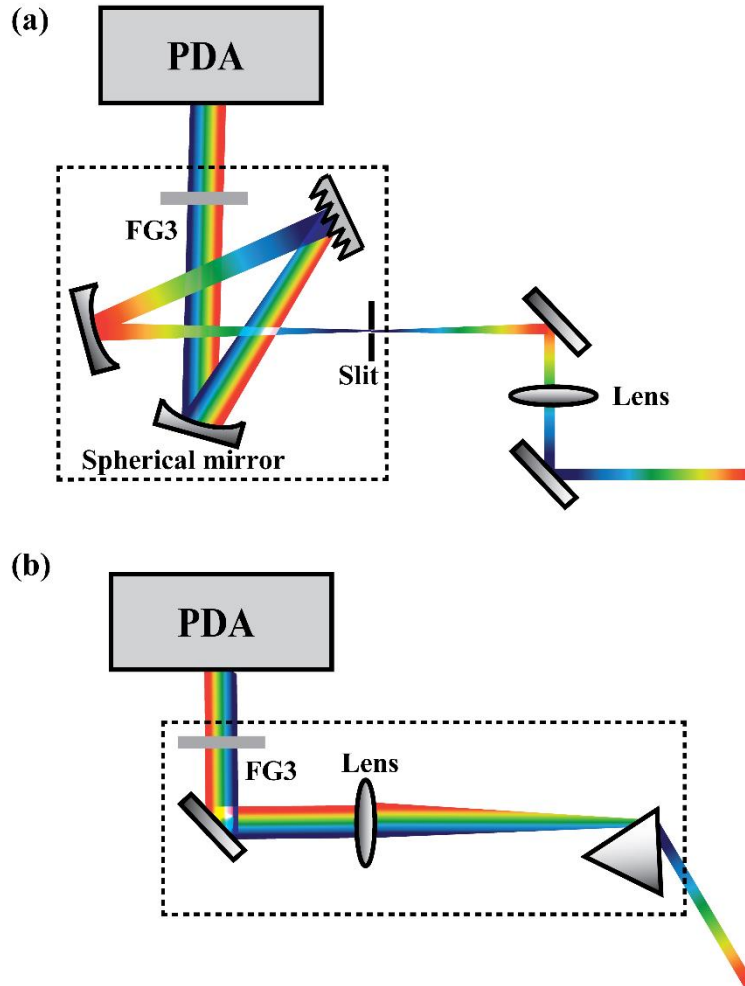 (a)
PDA
FG3
Slit
Lens
Spherical mirror
(b)
PDA
FG3
Lens